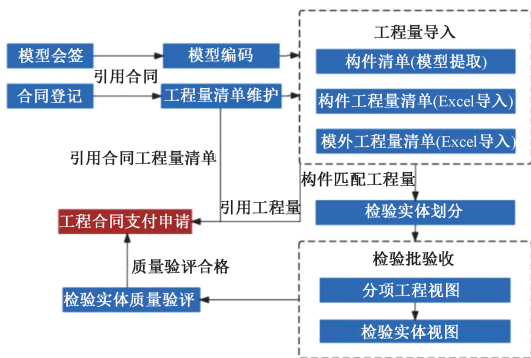 工程量导入
模型会签
模型编码
构件清单(模型提取)
引用合同
合同登记
工程量清单维护
构件工程量清单(Excel导入)
模外工程量清单(Excel导入)
引用合同工程量清单
构件匹配工程量
引用工程量
检验实体划分
工程合同支付申请
检验批验收
质量验评合格
分项工程视图
检验实体质量验评
检验实体视图